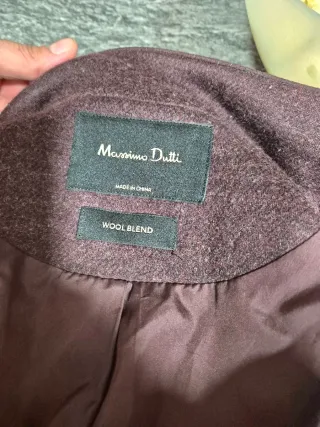 Massimo Dutti
MADE IN CHINA
WOOL BLEND